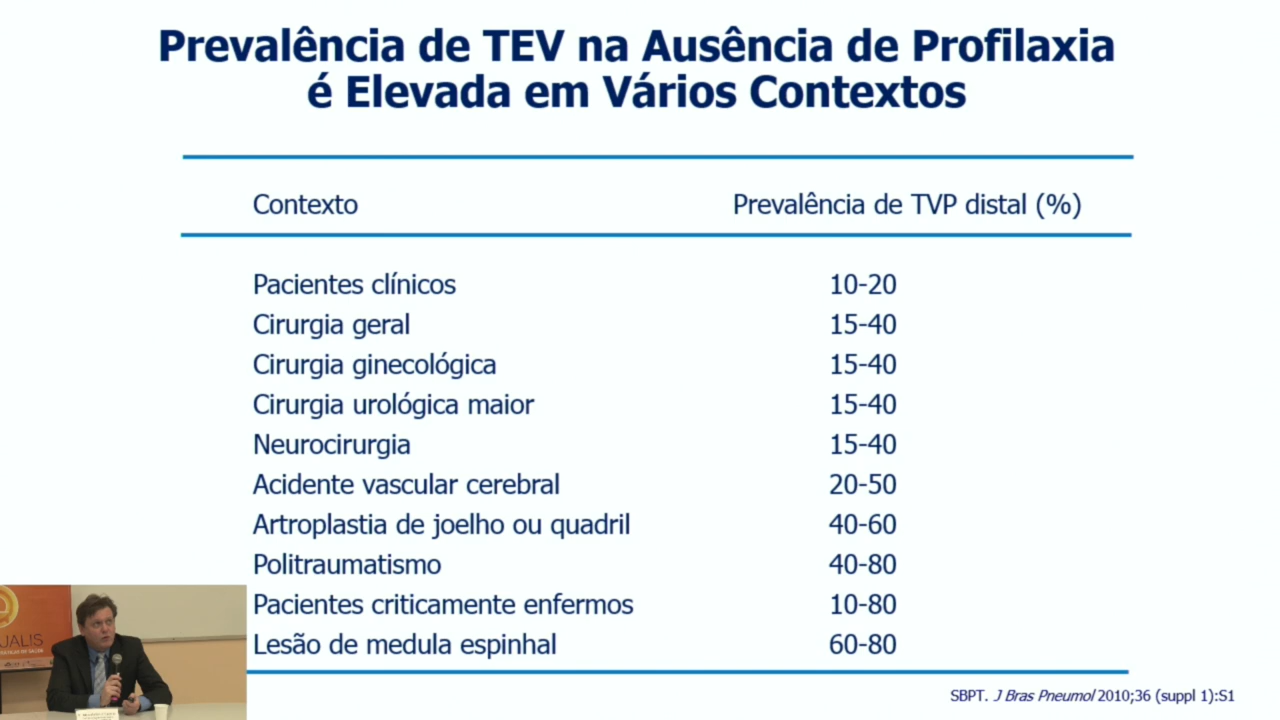 Prevalência de TEV na Ausência de Profilaxia
é Elevada em Vários Contextos
Contexto Prevalência de TVP distal (%)
Pacientes clínicos 10-20
Cirurgia geral 15-40
Cirurgia ginecológica 15-40
Cirurgia urológica maior 15-40
Neurocirurgia 15-40
Acidente vascular cerebral 20-50
Artroplastia de joelho ou quadril 40-60
Politraumatismo 40-80
Pacientes criticamente enfermos 10-80
Lesão de medula espinhal 60-80
SBPT. J Bras Pneumol 2010;36 (suppl 1):S1
JALIS